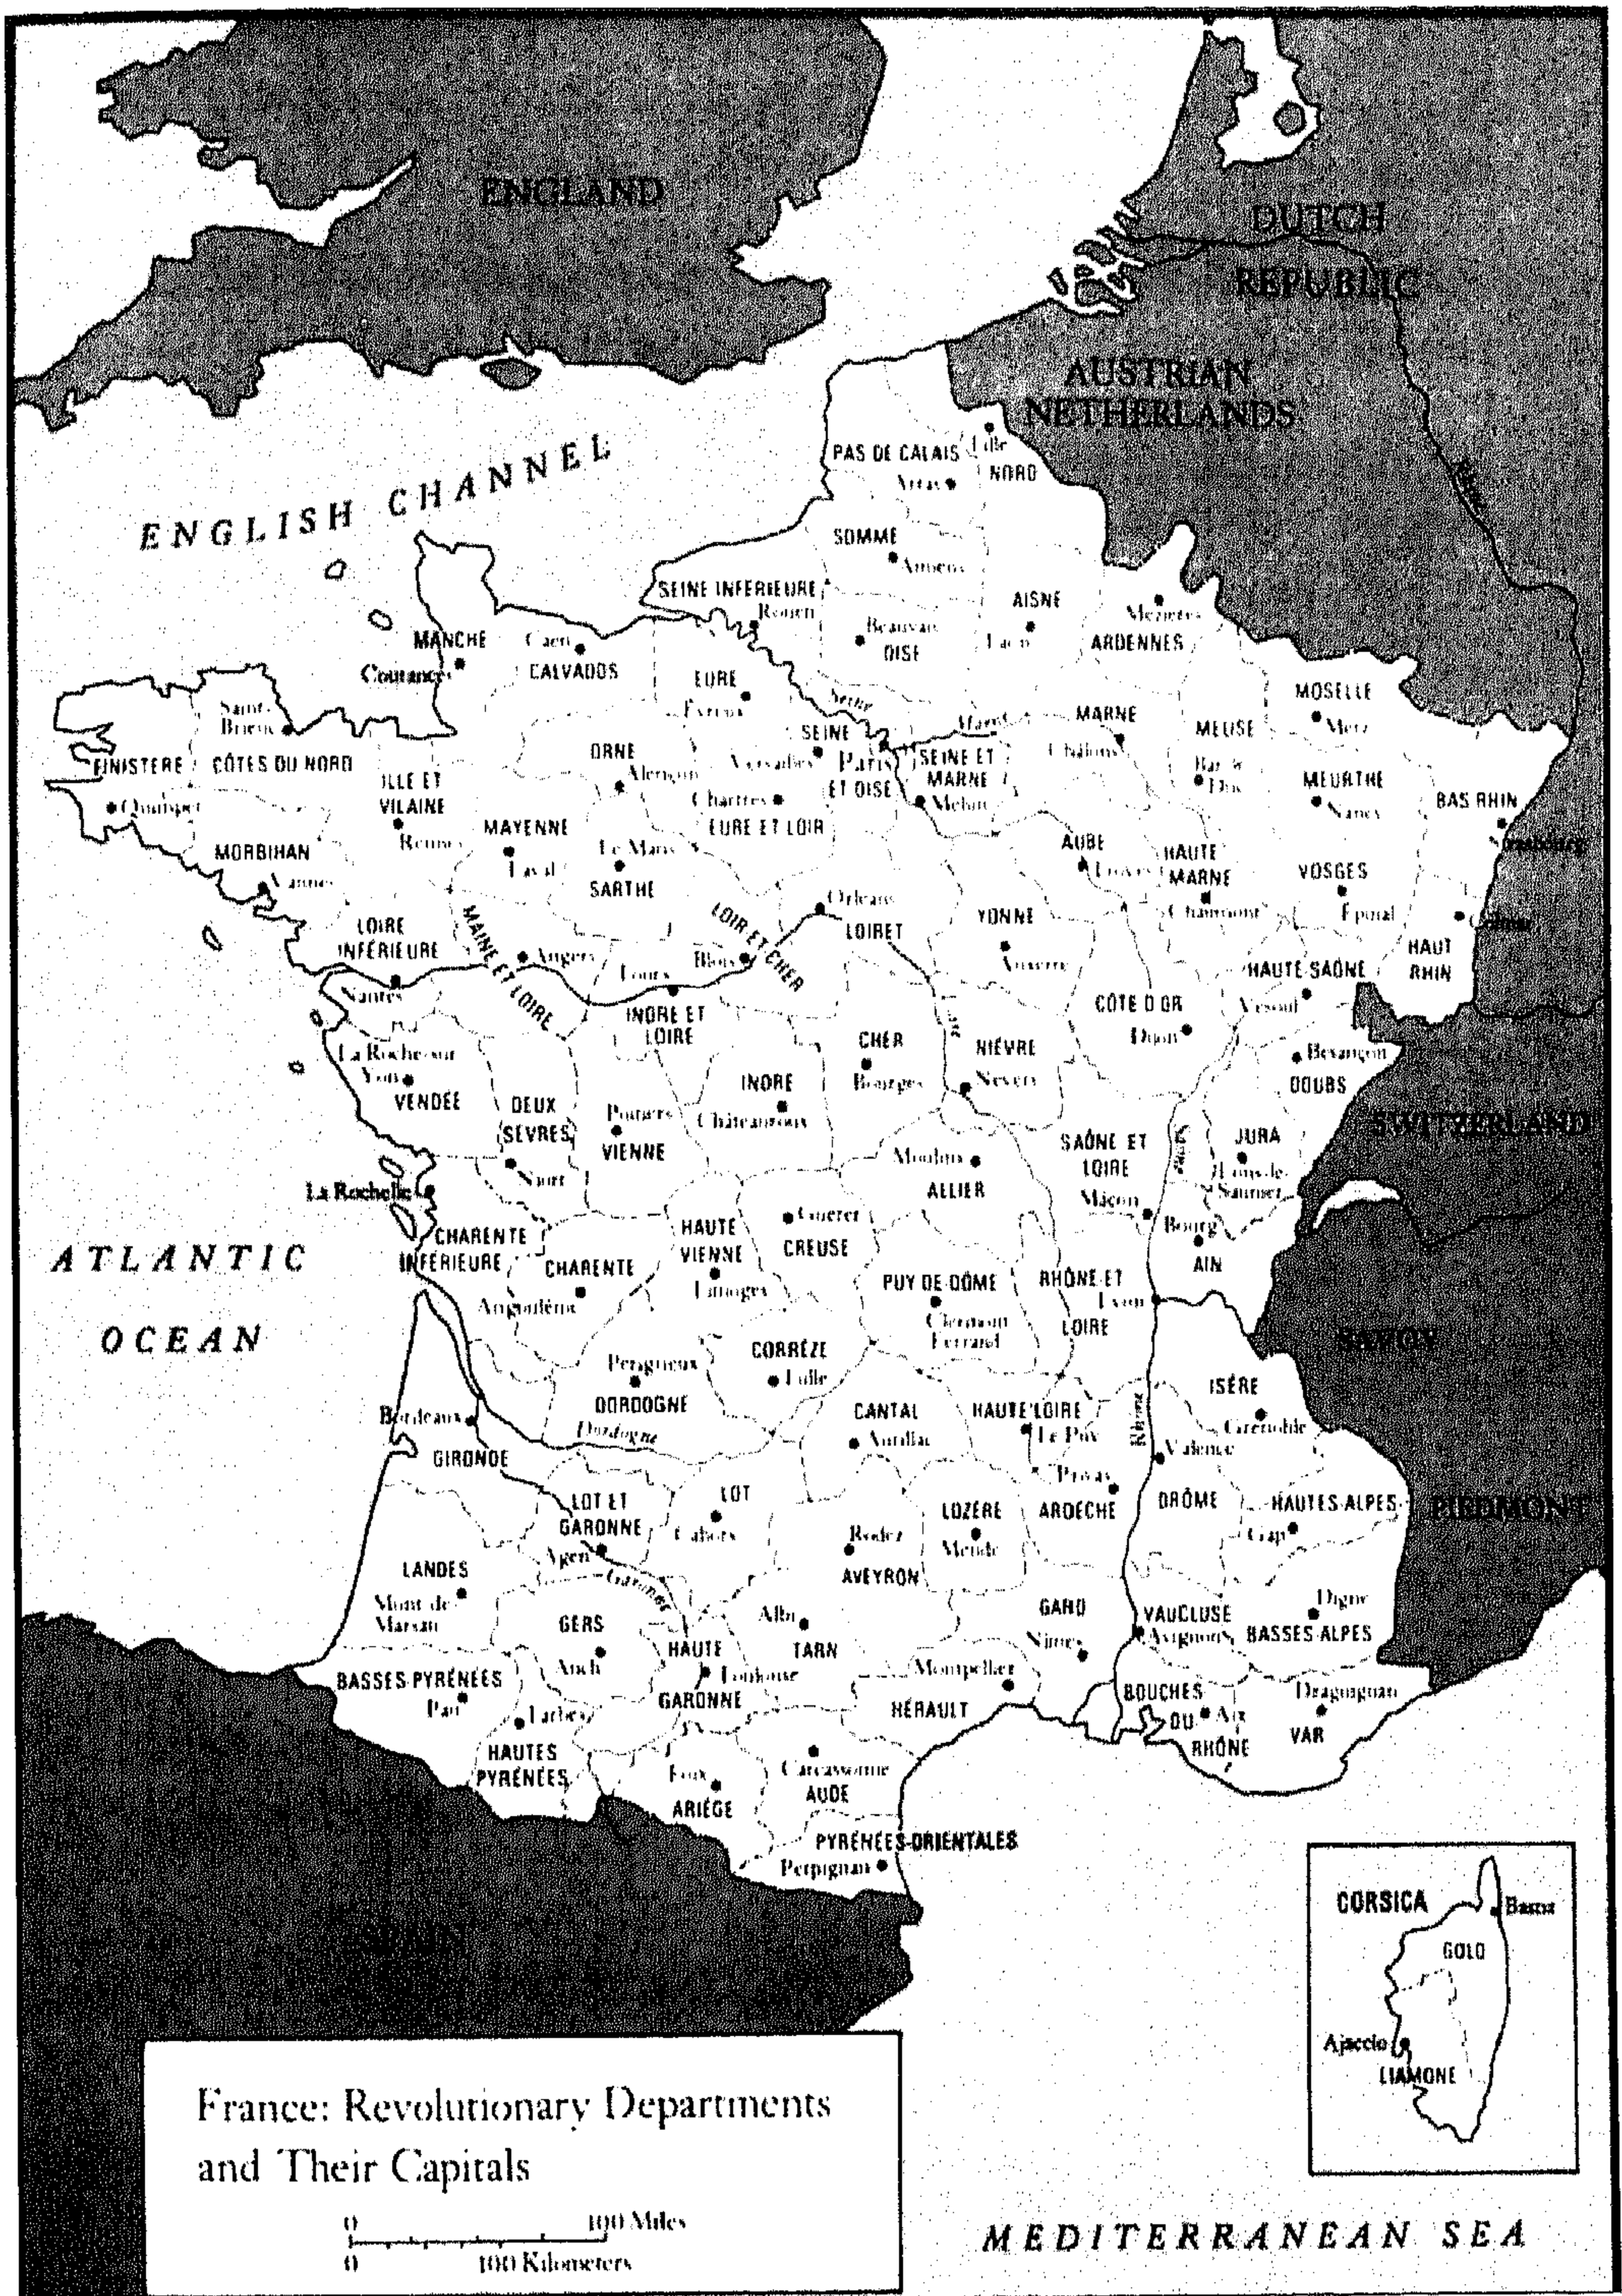 ENGLAND
DUTCH
REPUBLIC
AUSTRIAN
NETHERLANDS
ENGLISH CHANNEL
PAS DE CALAIS
Lille
NORD
Arras
SOMME
Amiens
SEINE INFERIEURE
Rouen
AISNE
Laon
Mezieres
ARDENNES
Beauvais
OISE
MANCHE
Coutances
Caen
CALVADOS
EURE
Evreux
Seine
Marne
MOSELLE
Metz
Saint-
Brieuc
FINISTERE
CÔTES DU NORD
Quimper
ILLE ET
VILAINE
Rennes
ORNE
Alençon
SEINE
Versailles
Paris
ET OISE
SEINE ET
MARNE
Melun
MARNE
Châlons
MEUSE
Bar-le-
Duc
MEURTHE
Nancy
BAS RHIN
Strasbourg
Chartres
EURE ET LOIR
MAYENNE
Laval
Le Mans
SARTHE
MORBIHAN
Vannes
AUBE
Troyes
HAUTE
MARNE
Chaumont
VOSGES
Epinal
Colmar
HAUT
RHIN
LOIRE
INFÉRIEURE
Nantes
MAINE ET LOIRE
Angers
Tours
Blois
LOIR ET CHER
Orleans
LOIRET
YONNE
Auxerre
HAUTE SAÔNE
Vesoul
INDRE ET
LOIRE
CÔTE D'OR
Dijon
La Roche-sur
Yon
VENDÉE
CHER
Bourges
NIÈVRE
Nevers
Besançon
DOUBS
DEUX
SEVRES
Niort
Poitiers
VIENNE
INDRE
Châteauroux
SWITZERLAND
SAÔNE ET
LOIRE
Mâcon
JURA
Lons-le-
Saunier
Moulins
ALLIER
La Rochelle
CHARENTE
INFÉRIEURE
HAUTE
VIENNE
Limoges
Gueret
CREUSE
Bourg
AIN
ATLANTIC
OCEAN
CHARENTE
Angoulême
PUY DE DÔME
Clermont
Ferrand
RHÔNE ET
Lyon
LOIRE
SAVOY
Perigueux
DORDOGNE
Dordogne
CORRÈZE
Tulle
ISÈRE
Grenoble
Bordeaux
GIRONDE
CANTAL
Aurillac
HAUTE LOIRE
Le Puy
Rhône
Valence
Privas
ARDÈCHE
DRÔME
HAUTES-ALPES
Gap
PIEDMONT
LOT ET
GARONNE
Agen
Garonne
LOT
Cahors
LOZÈRE
Mende
Rodez
AVEYRON
LANDES
Mont-de-
Marsan
GERS
Auch
HAUTE
Toulouse
GARONNE
Albi
TARN
GARD
Nimes
VAUCLUSE
Avignon
Digne
BASSES-ALPES
BASSES-PYRÉNÉES
Pau
Tarbes
HAUTES
PYRÉNÉES
Montpellier
HÉRAULT
BOUCHES
DU
RHÔNE
Aix
Draguignan
VAR
Foix
ARIÉGE
Carcassonne
AUDE
PYRÉNÉES-ORIENTALES
Perpignan
SPAIN
CORSICA
Bastia
GOLO
Ajaccio
LIAMONE
France: Revolutionary Departments
and Their Capitals
0 100 Miles
0 100 Kilometers
MEDITERRANEAN SEA